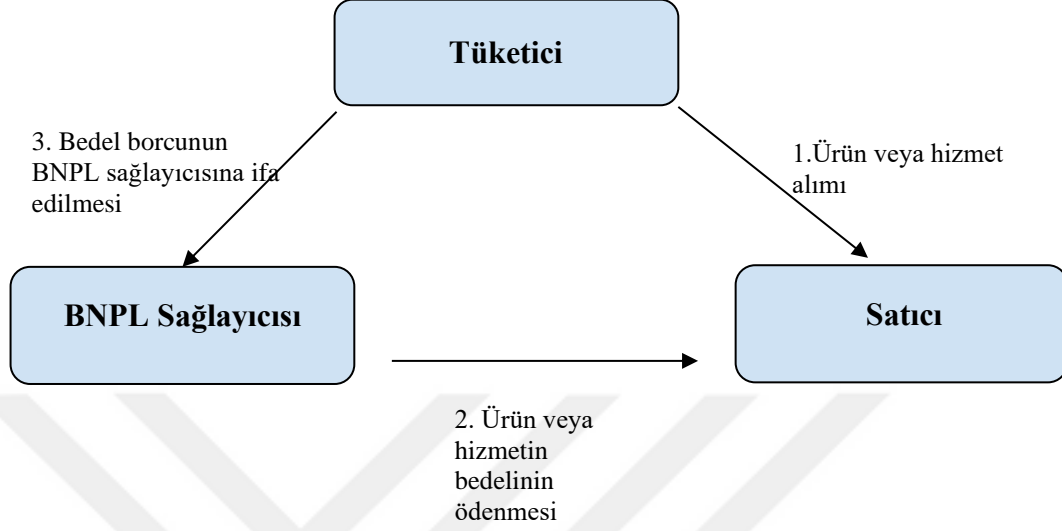 Tüketici
3. Bedel borcunun
BNPL sağlayıcısına ifa
edilmesi
1.Ürün veya hizmet
alımı
BNPL Sağlayıcısı
Satıcı
2. Ürün veya
hizmetin
bedelinin
ödenmesi